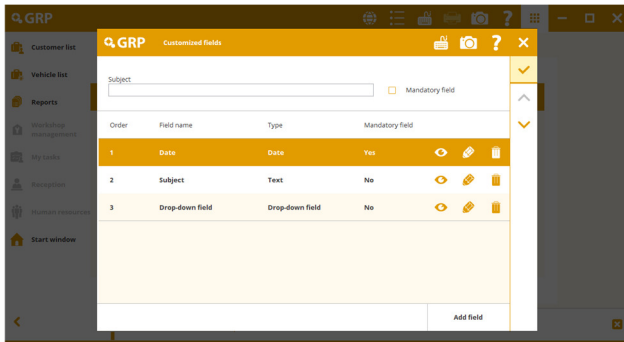 GRP
?
Customer list
Vehicle list
Reports
Workshop
management
My tasks
Reception
Human resources
Start window
GRP Customized fields
?
Subject
Mandatory field
Order Field name Type Mandatory field
1 Date Date Yes
2 Subject Text No
3 Drop-down field Drop-down field No
Add field